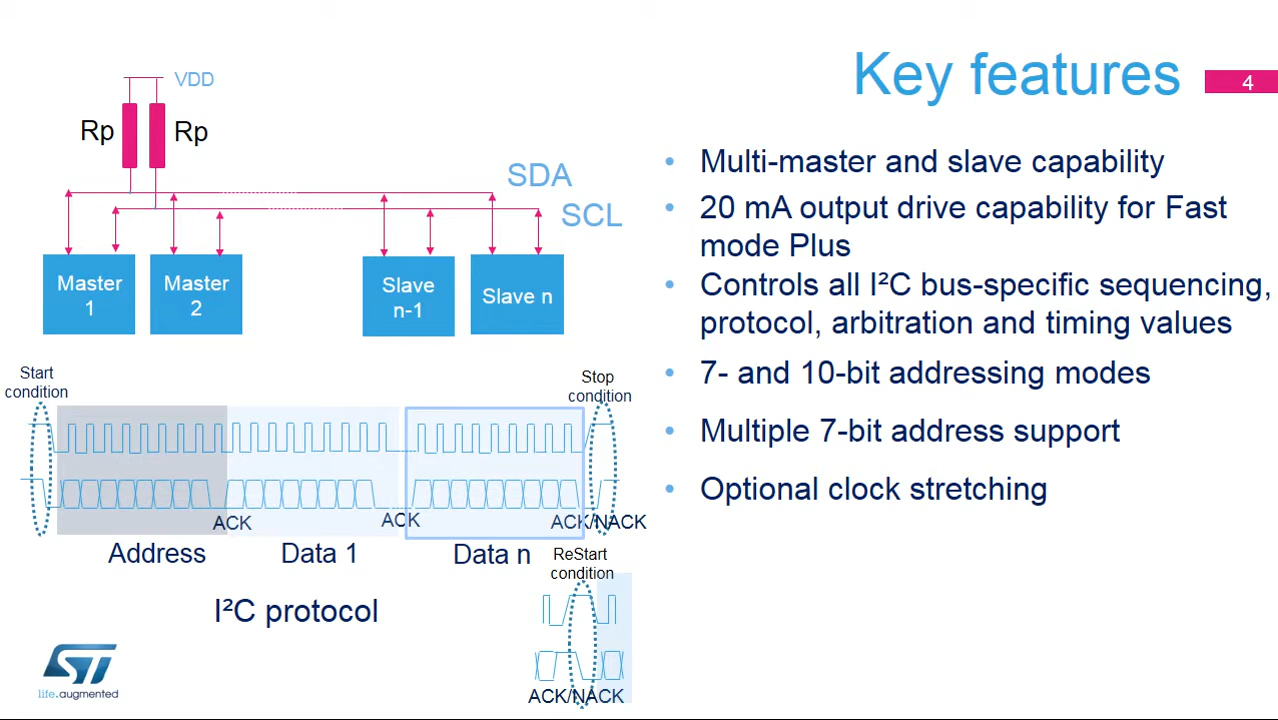 Key features
4
VDD
Rp
Rp
SDA
SCL
Master
1
Master
2
Slave
n-1
Slave n
Start
condition
Stop
condition
ACK
ACK
ACK/NACK
Address
Data 1
Data n
ReStart
condition
ACK/NACK
I²C protocol
ST
life.augmented
• Multi-master and slave capability
• 20 mA output drive capability for Fast
mode Plus
• Controls all I²C bus-specific sequencing,
protocol, arbitration and timing values
• 7- and 10-bit addressing modes
• Multiple 7-bit address support
• Optional clock stretching